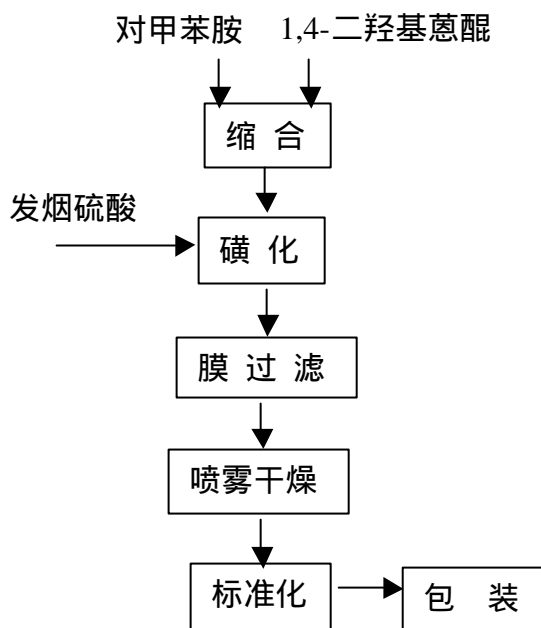 对甲苯胺 1,4-二羟基蒽醌
缩 合
发烟硫酸
磺 化
膜 过 滤
喷雾干燥
标准化
包 装